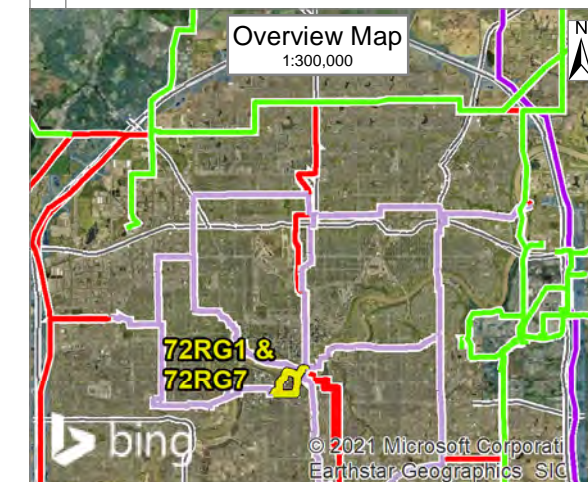 Overview Map
1:300,000
N
72RG1 &
72RG7
bing
© 2021 Microsoft Corporati
Earthstar Geographics SIO